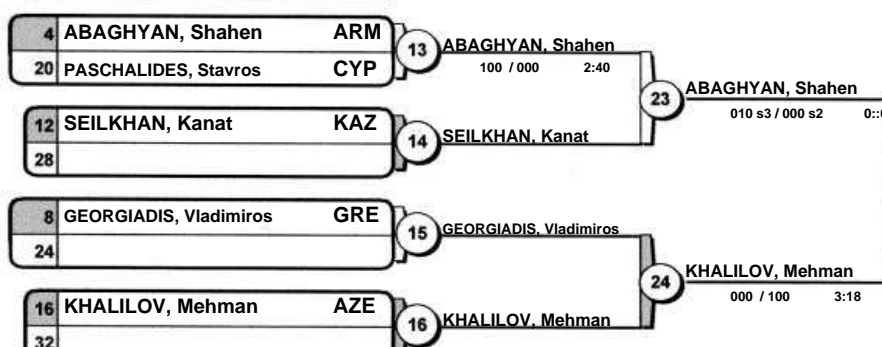 4 ABAGHYAN, Shahen ARM
20 PASCHALIDES, Stavros CYP
13
ABAGHYAN, Shahen
100 / 000 2:40
12 SEILKHAN, Kanat KAZ
28
14
SEILKHAN, Kanat
23
ABAGHYAN, Shahen
010 s3 / 000 s2
8 GEORGIADIS, Vladimiros GRE
24
15
GEORGIADIS, Vladimiros
16 KHALILOV, Mehman AZE
32
16
KHALILOV, Mehman
24
KHALILOV, Mehman
000 / 100 3:18